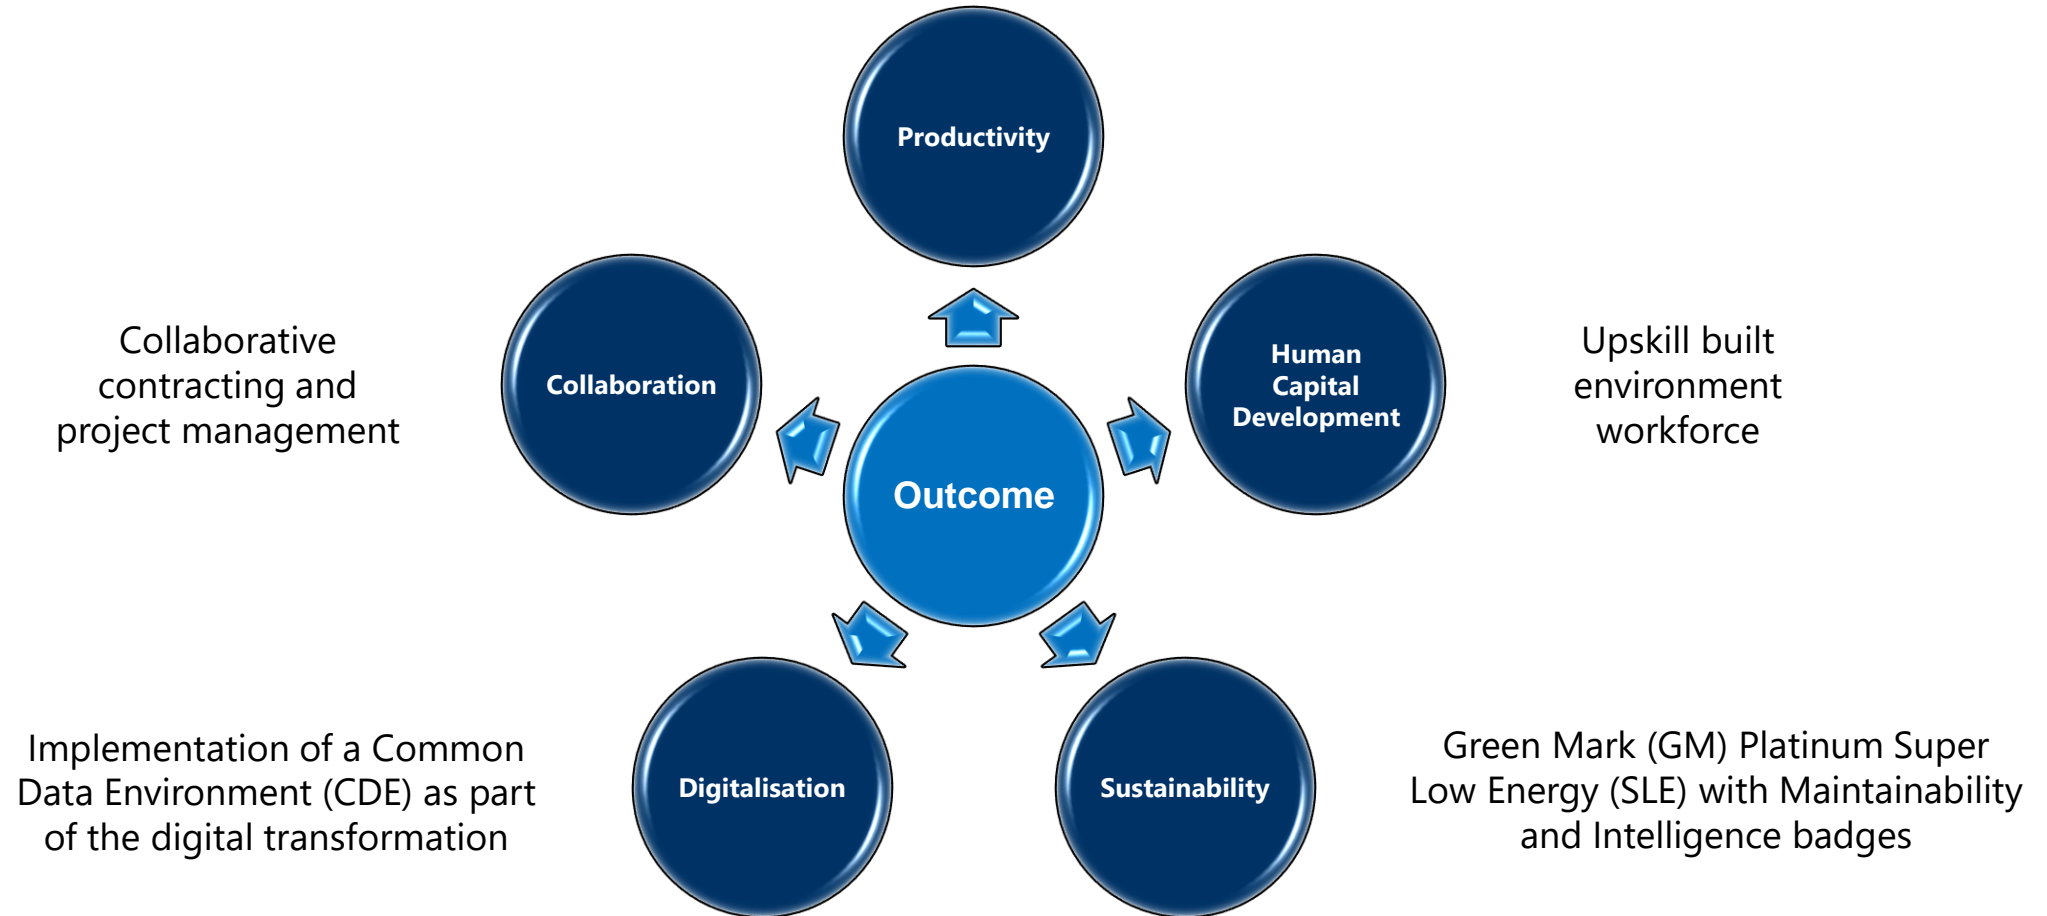 Productivity
Collaborative
contracting and
project management
Collaboration
Human
Capital
Development
Upskill built
environment
workforce
Outcome
Implementation of a Common
Data Environment (CDE) as part
of the digital transformation
Digitalisation
Sustainability
Green Mark (GM) Platinum Super
Low Energy (SLE) with Maintainability
and Intelligence badges